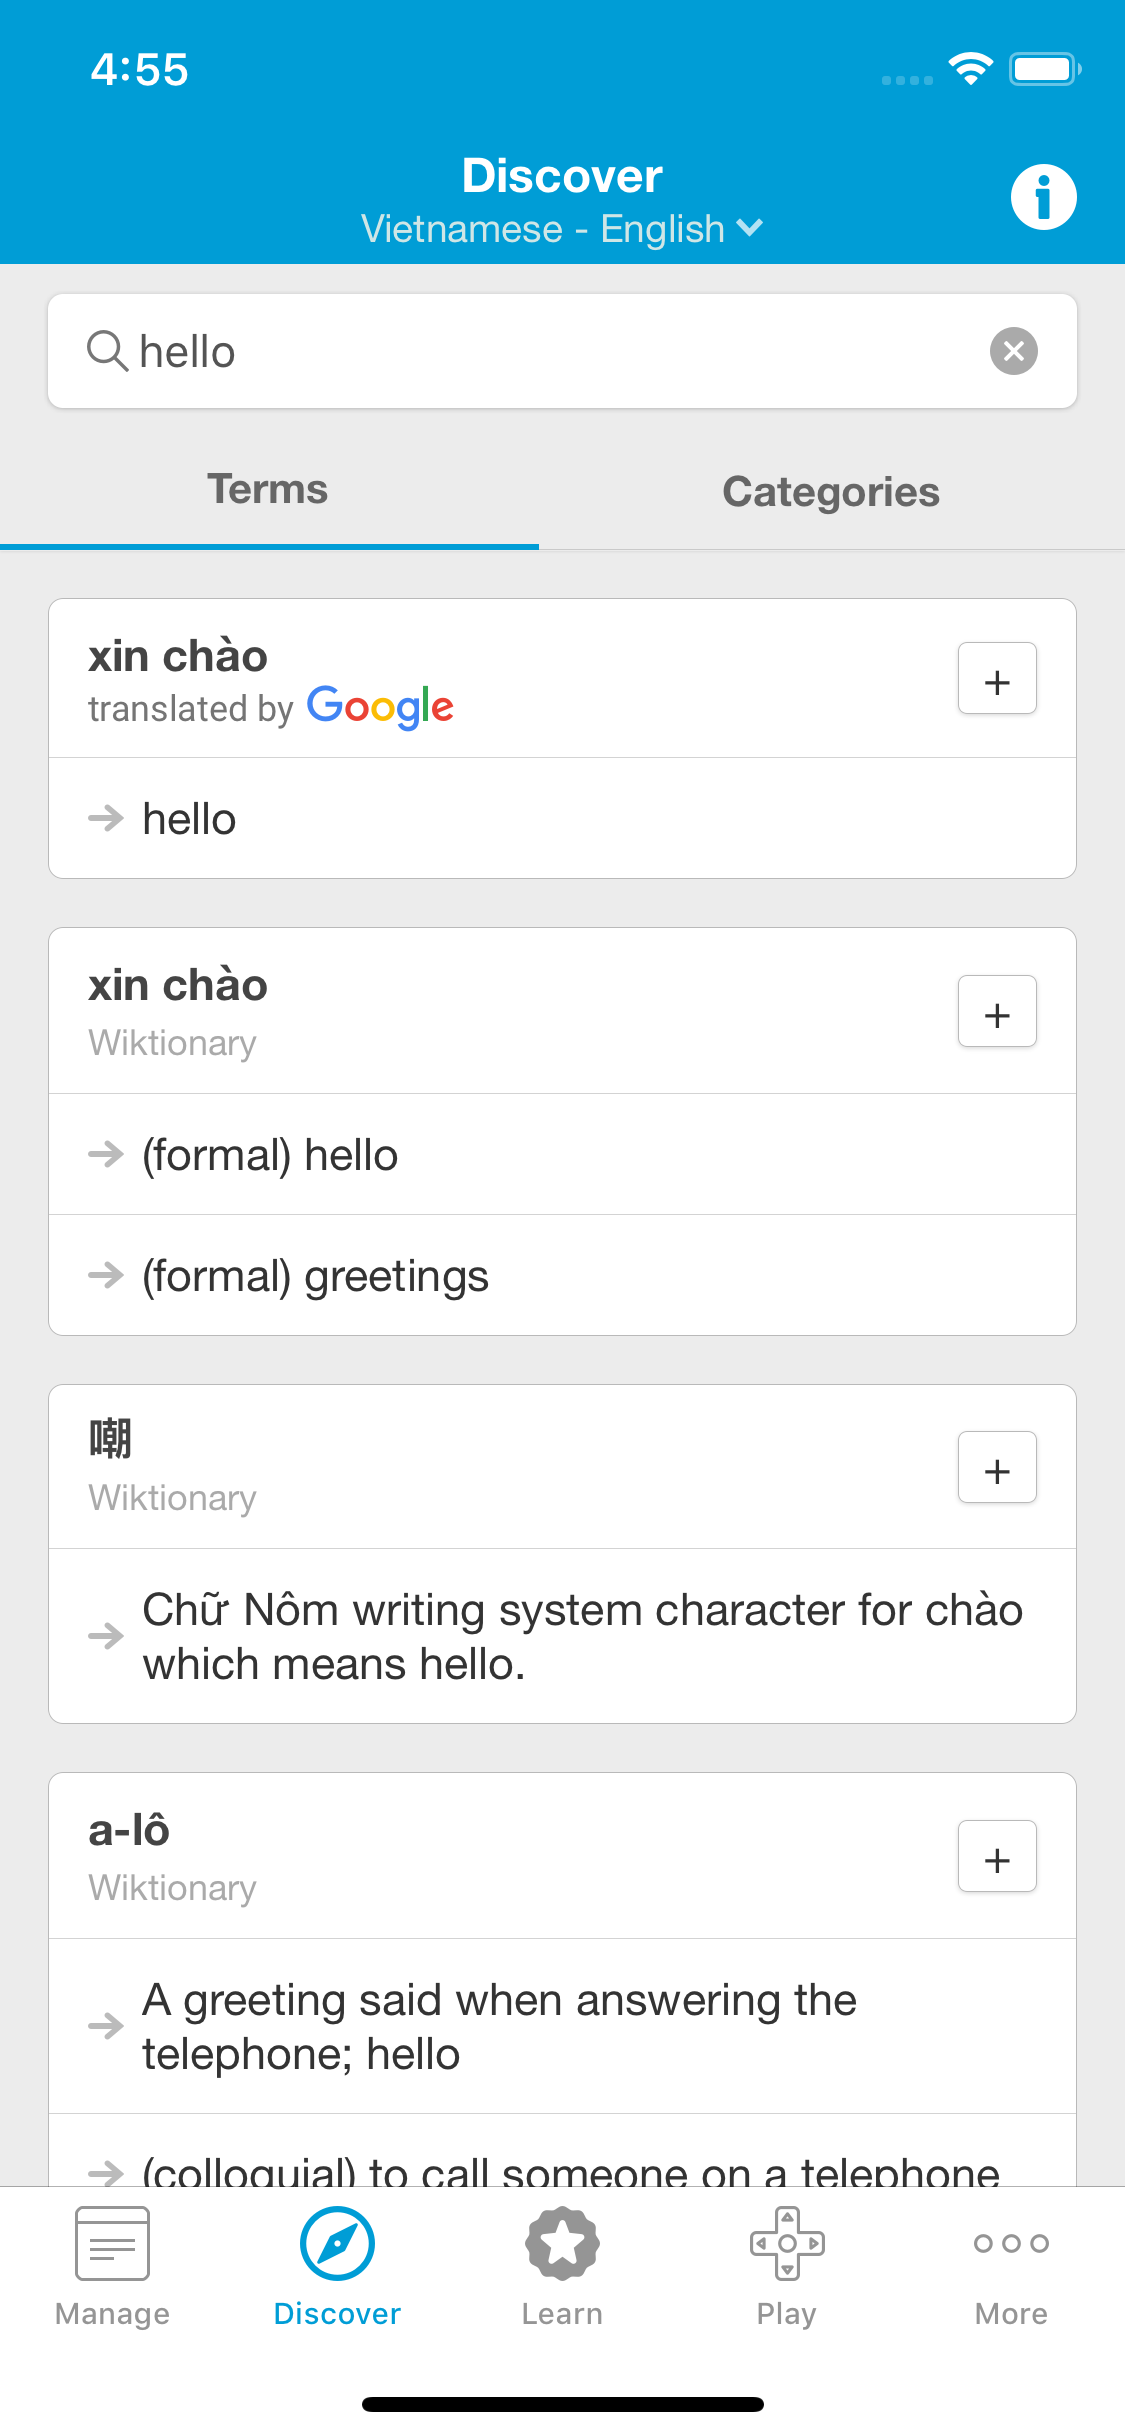 4:55
Discover
Vietnamese - English
hello
Terms
Categories
xin chào
translated by Google
hello
xin chào
Wiktionary
(formal) hello
(formal) greetings
嘲
Wiktionary
Chữ Nôm writing system character for chào
which means hello.
a-lô
Wiktionary
A greeting said when answering the
telephone; hello
(colloquial) to call someone on a telephone
Manage
Discover
Learn
Play
More